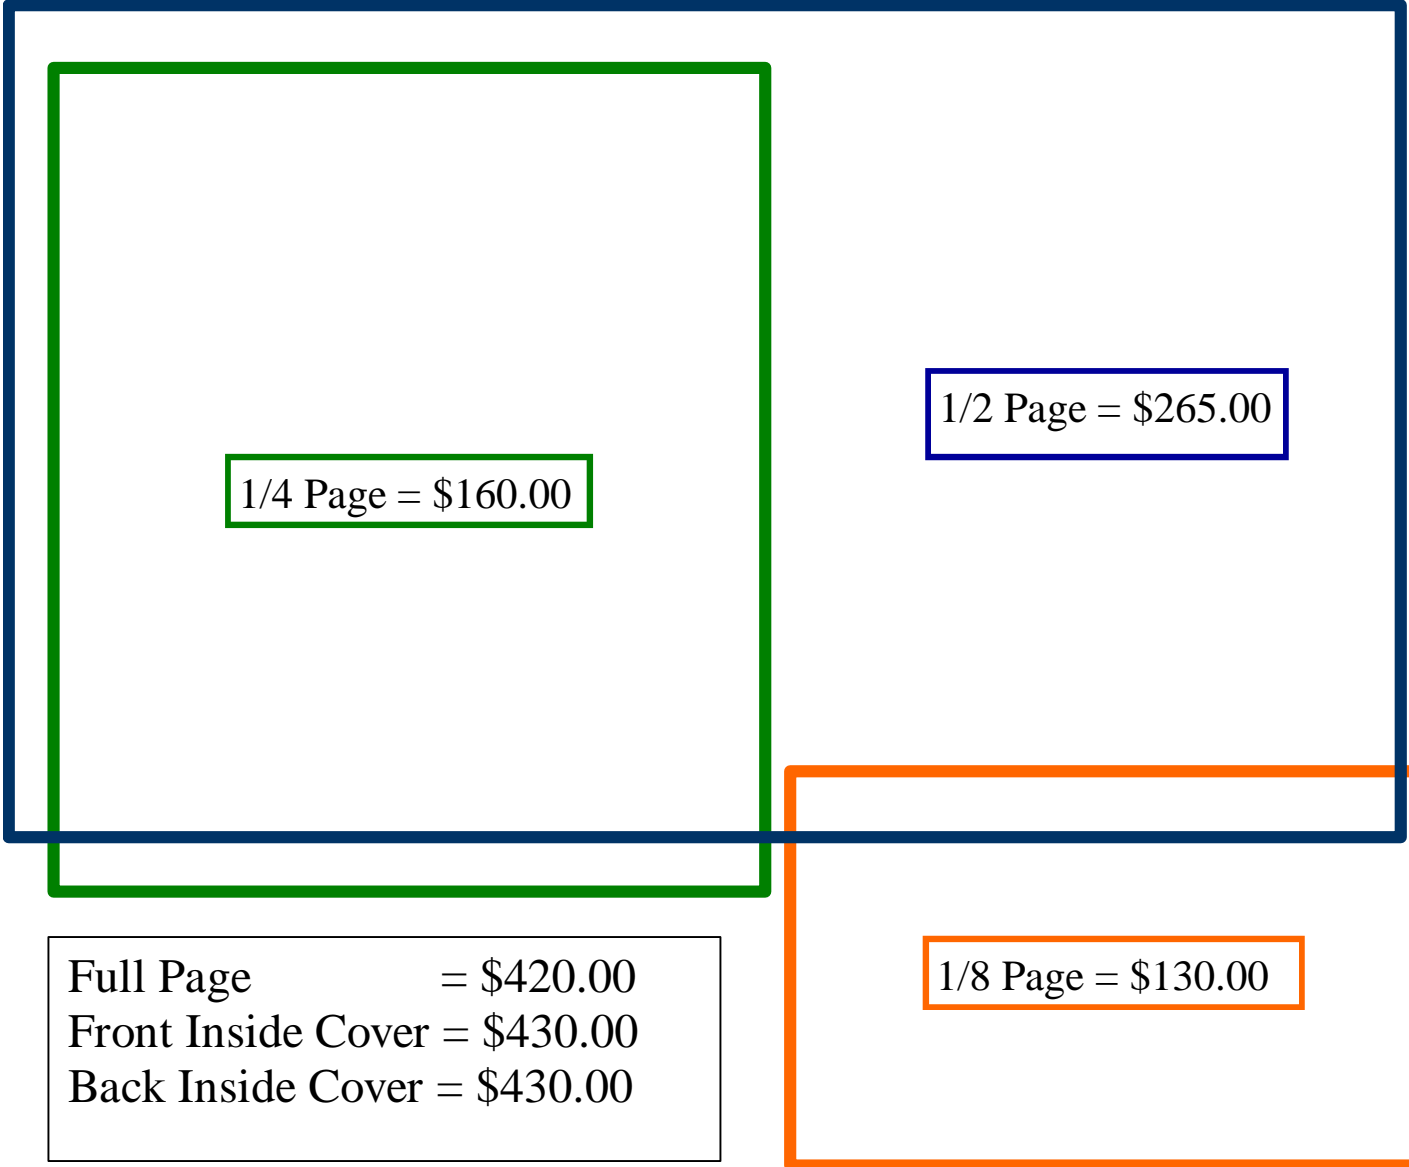 1/2 Page = $265.00
1/4 Page = $160.00
Full Page = $420.00
Front Inside Cover = $430.00
Back Inside Cover = $430.00
1/8 Page = $130.00